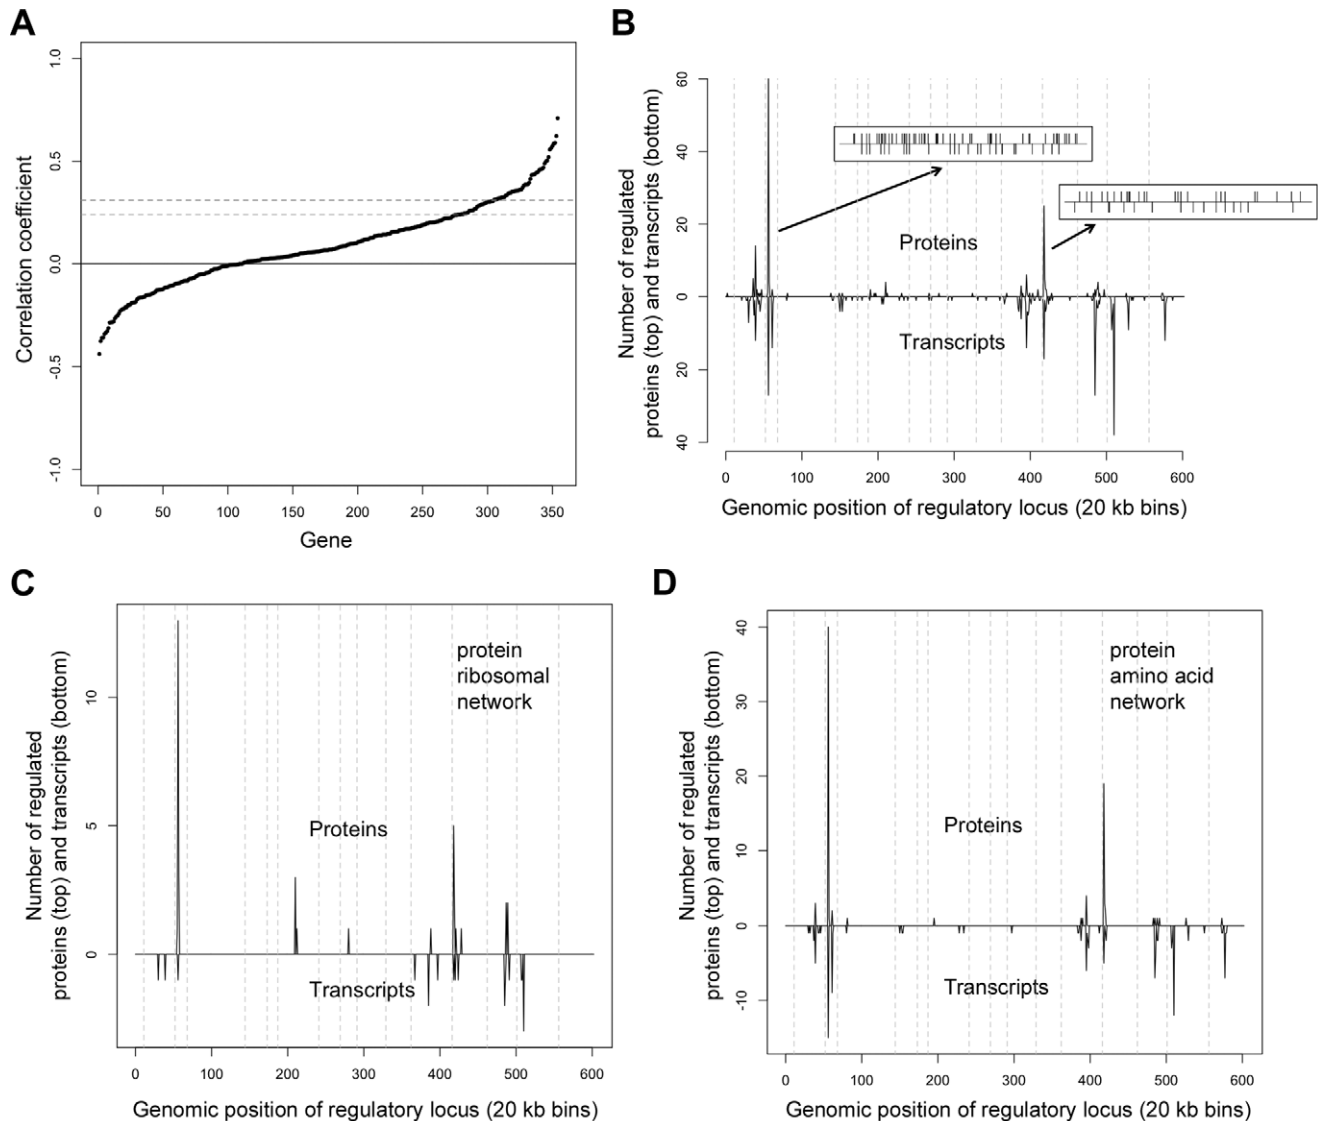 A
Correlation coefficient
1.0
0.5
0.0
-0.5
-1.0
0 50 100 150 200 250 300 350
Gene
B
Number of regulated
proteins (top) and transcripts (bottom)
60
40
20
0
20
40
Proteins
Transcripts
0 100 200 300 400 500 600
Genomic position of regulatory locus (20 kb bins)
C
Number of regulated
proteins (top) and transcripts (bottom)
10
5
0
protein
ribosomal
network
Proteins
Transcripts
0 100 200 300 400 500 600
Genomic position of regulatory locus (20 kb bins)
D
Number of regulated
proteins (top) and transcripts (bottom)
40
30
20
10
0
-10
protein
amino acid
network
Proteins
Transcripts
0 100 200 300 400 500 600
Genomic position of regulatory locus (20 kb bins)